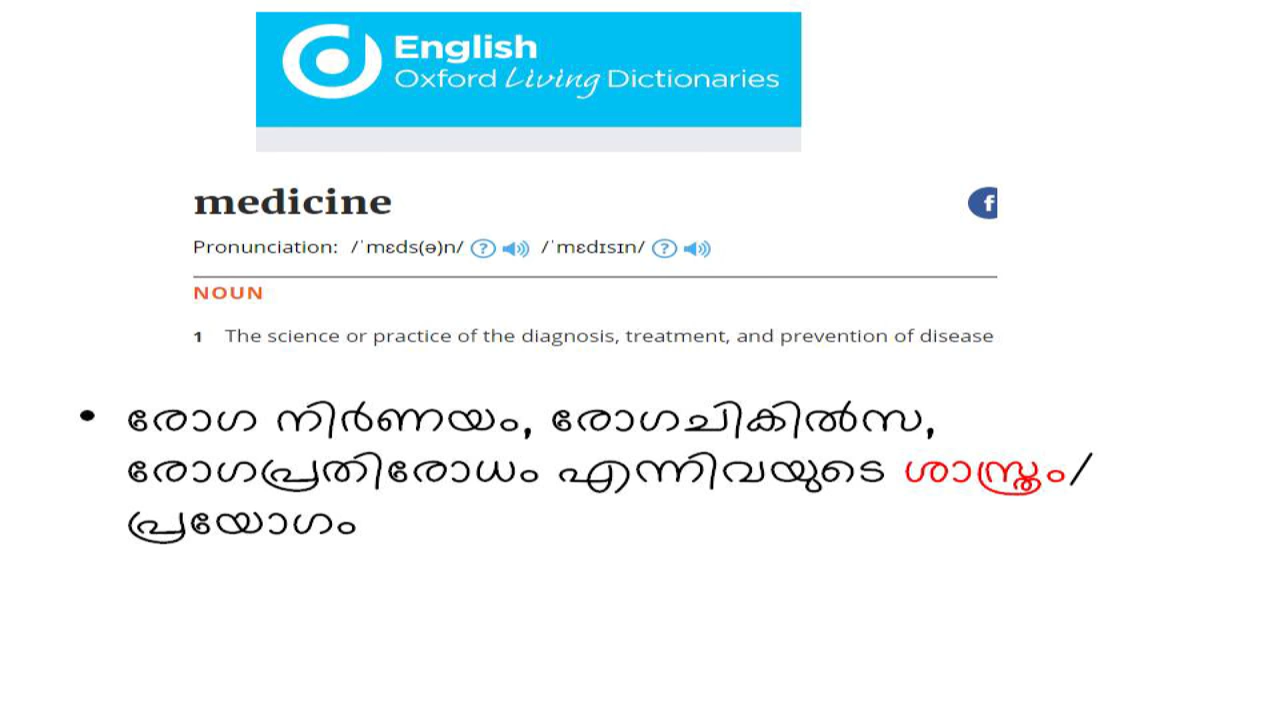 English
Oxford Living Dictionaries
medicine
f
Pronunciation: /ˈmɛds(ə)n/ ? /ˈmɛdɪsɪn/ ?
NOUN
1 The science or practice of the diagnosis, treatment, and prevention of disease
• രോഗ നിർണയം, രോഗചികിൽസ,
രോഗപ്രതിരോധം എന്നിവയുടെ ശാസ്ത്രം/
പ്രയോഗം